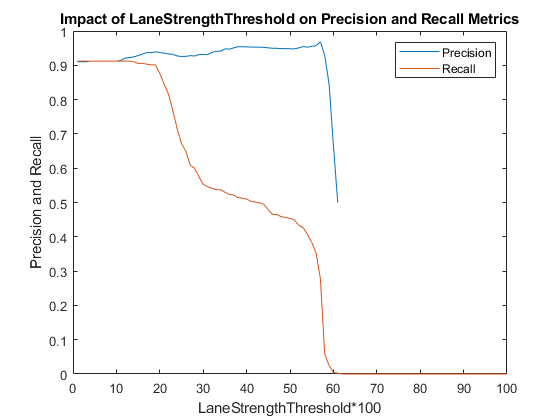 Impact of LaneStrengthThreshold on Precision and Recall Metrics
1
0.9
0.8
0.7
0.6
0.5
0.4
0.3
0.2
0.1
0
Precision and Recall
Precision
Recall
0 10 20 30 40 50 60 70 80 90 100
LaneStrengthThreshold*100